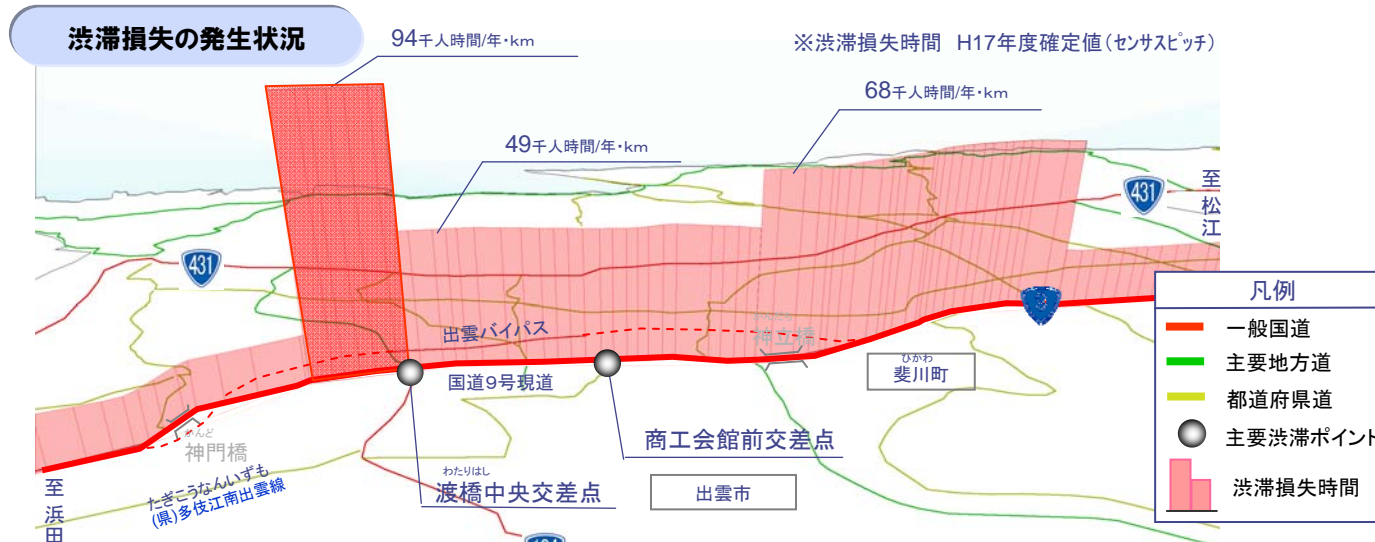 渋滞損失の発生状況
94千人時間/年・km
※渋滞損失時間 H17年度確定値(センサスピッチ)
68千人時間/年・km
49千人時間/年・km
至松江
431
431
9
凡例
一般国道
主要地方道
都道府県道
主要渋滞ポイント
渋滞損失時間
出雲バイパス
神立橋
国道9号現道
ひかわ
斐川町
かんど
神門橋
商工会館前交差点
わたりはし
渡橋中央交差点
出雲市
至浜田
たぎこうなんいずも
(県)多伎江南出雲線